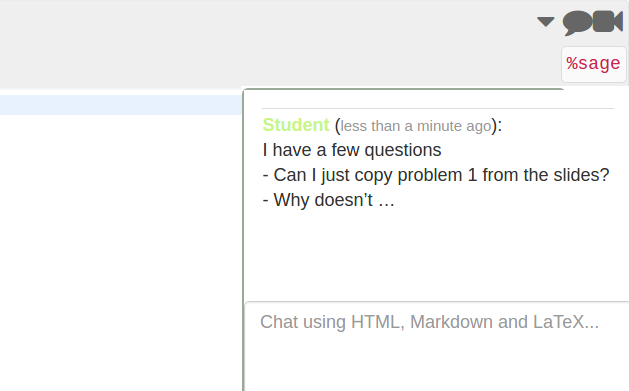 %sage
Student (less than a minute ago):
I have a few questions
- Can I just copy problem 1 from the slides?
- Why doesn’t …
Chat using HTML, Markdown and LaTeX...